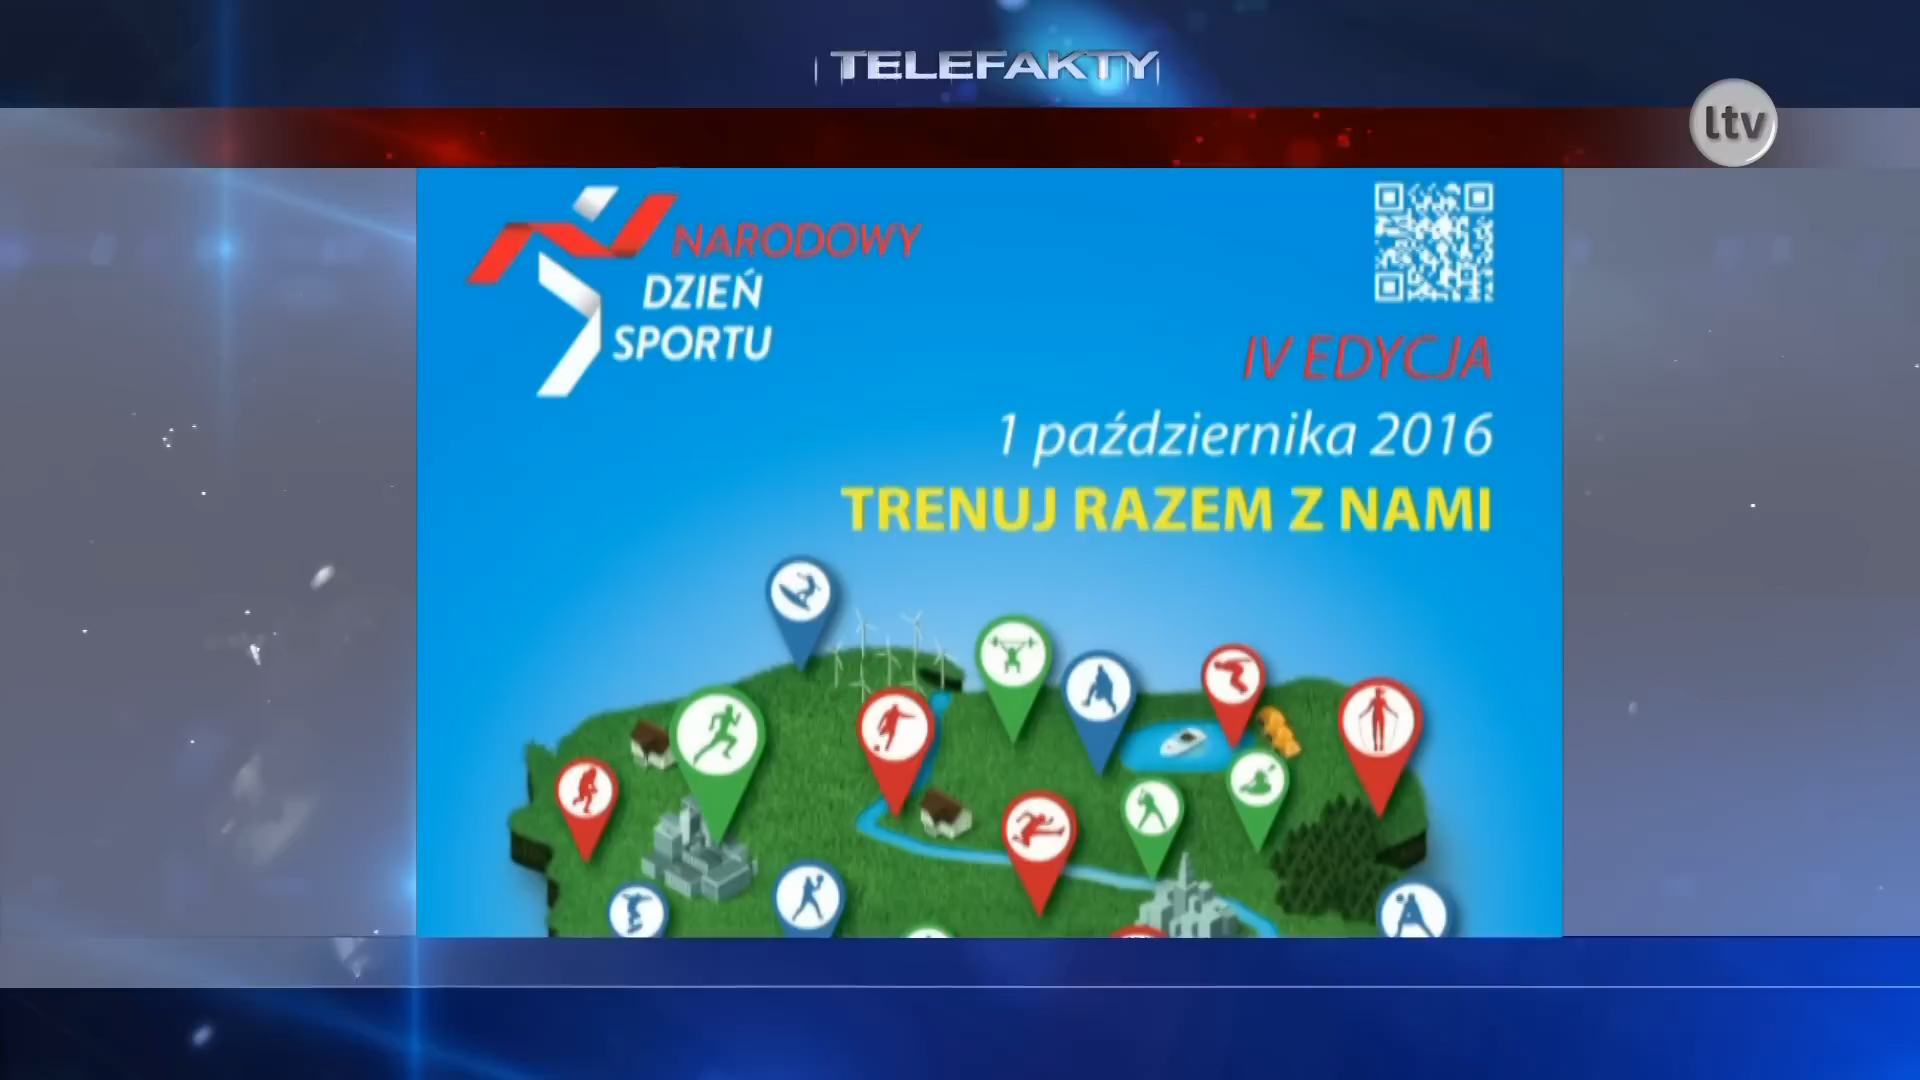 TELEFAKTY
ltv
NARODOWY
DZIEŃ
SPORTU
IV EDYCJA
1 października 2016
TRENUJ RAZEM Z NAMI